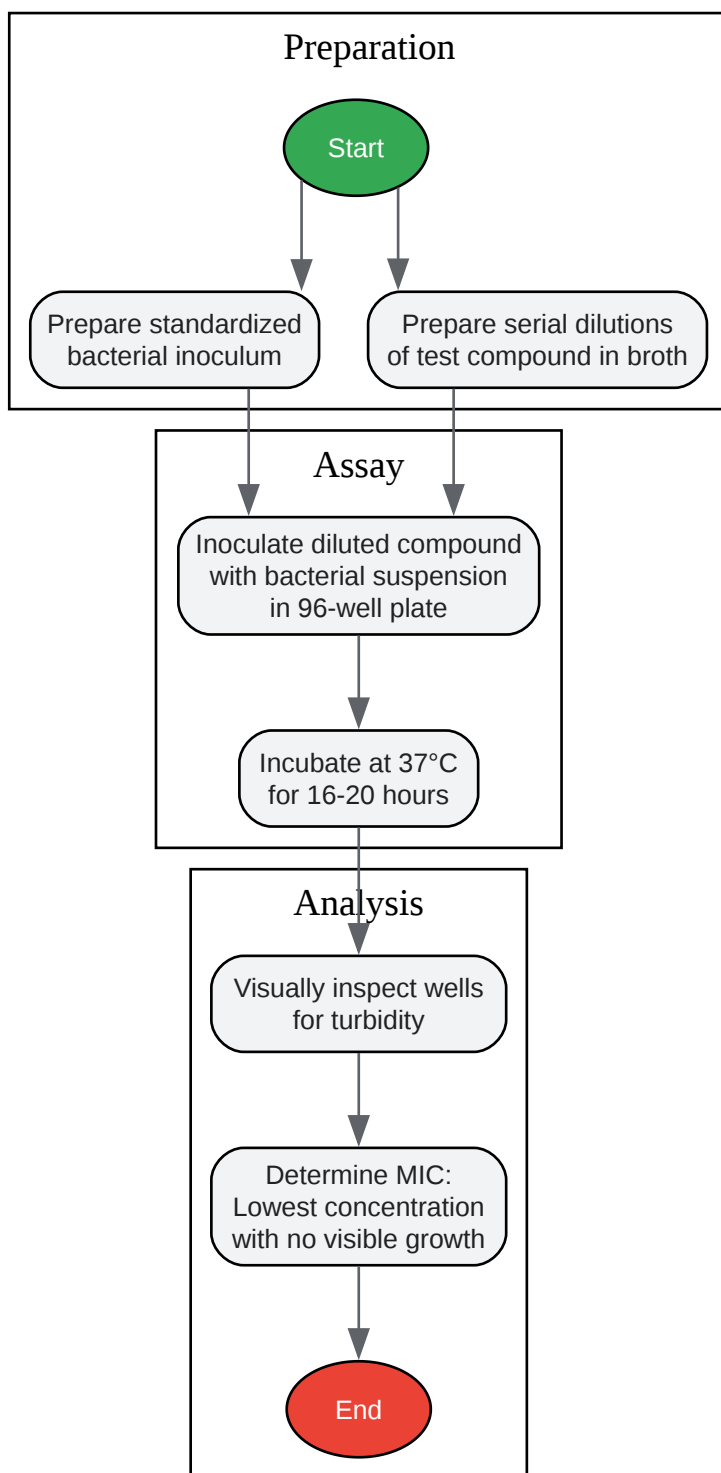 Preparation
Start
Prepare standardized
bacterial inoculum
Prepare serial dilutions
of test compound in broth
Assay
Inoculate diluted compound
with bacterial suspension
in 96-well plate
Incubate at 37°C
for 16-20 hours
Analysis
Visually inspect wells
for turbidity
Determine MIC:
Lowest concentration
with no visible growth
End